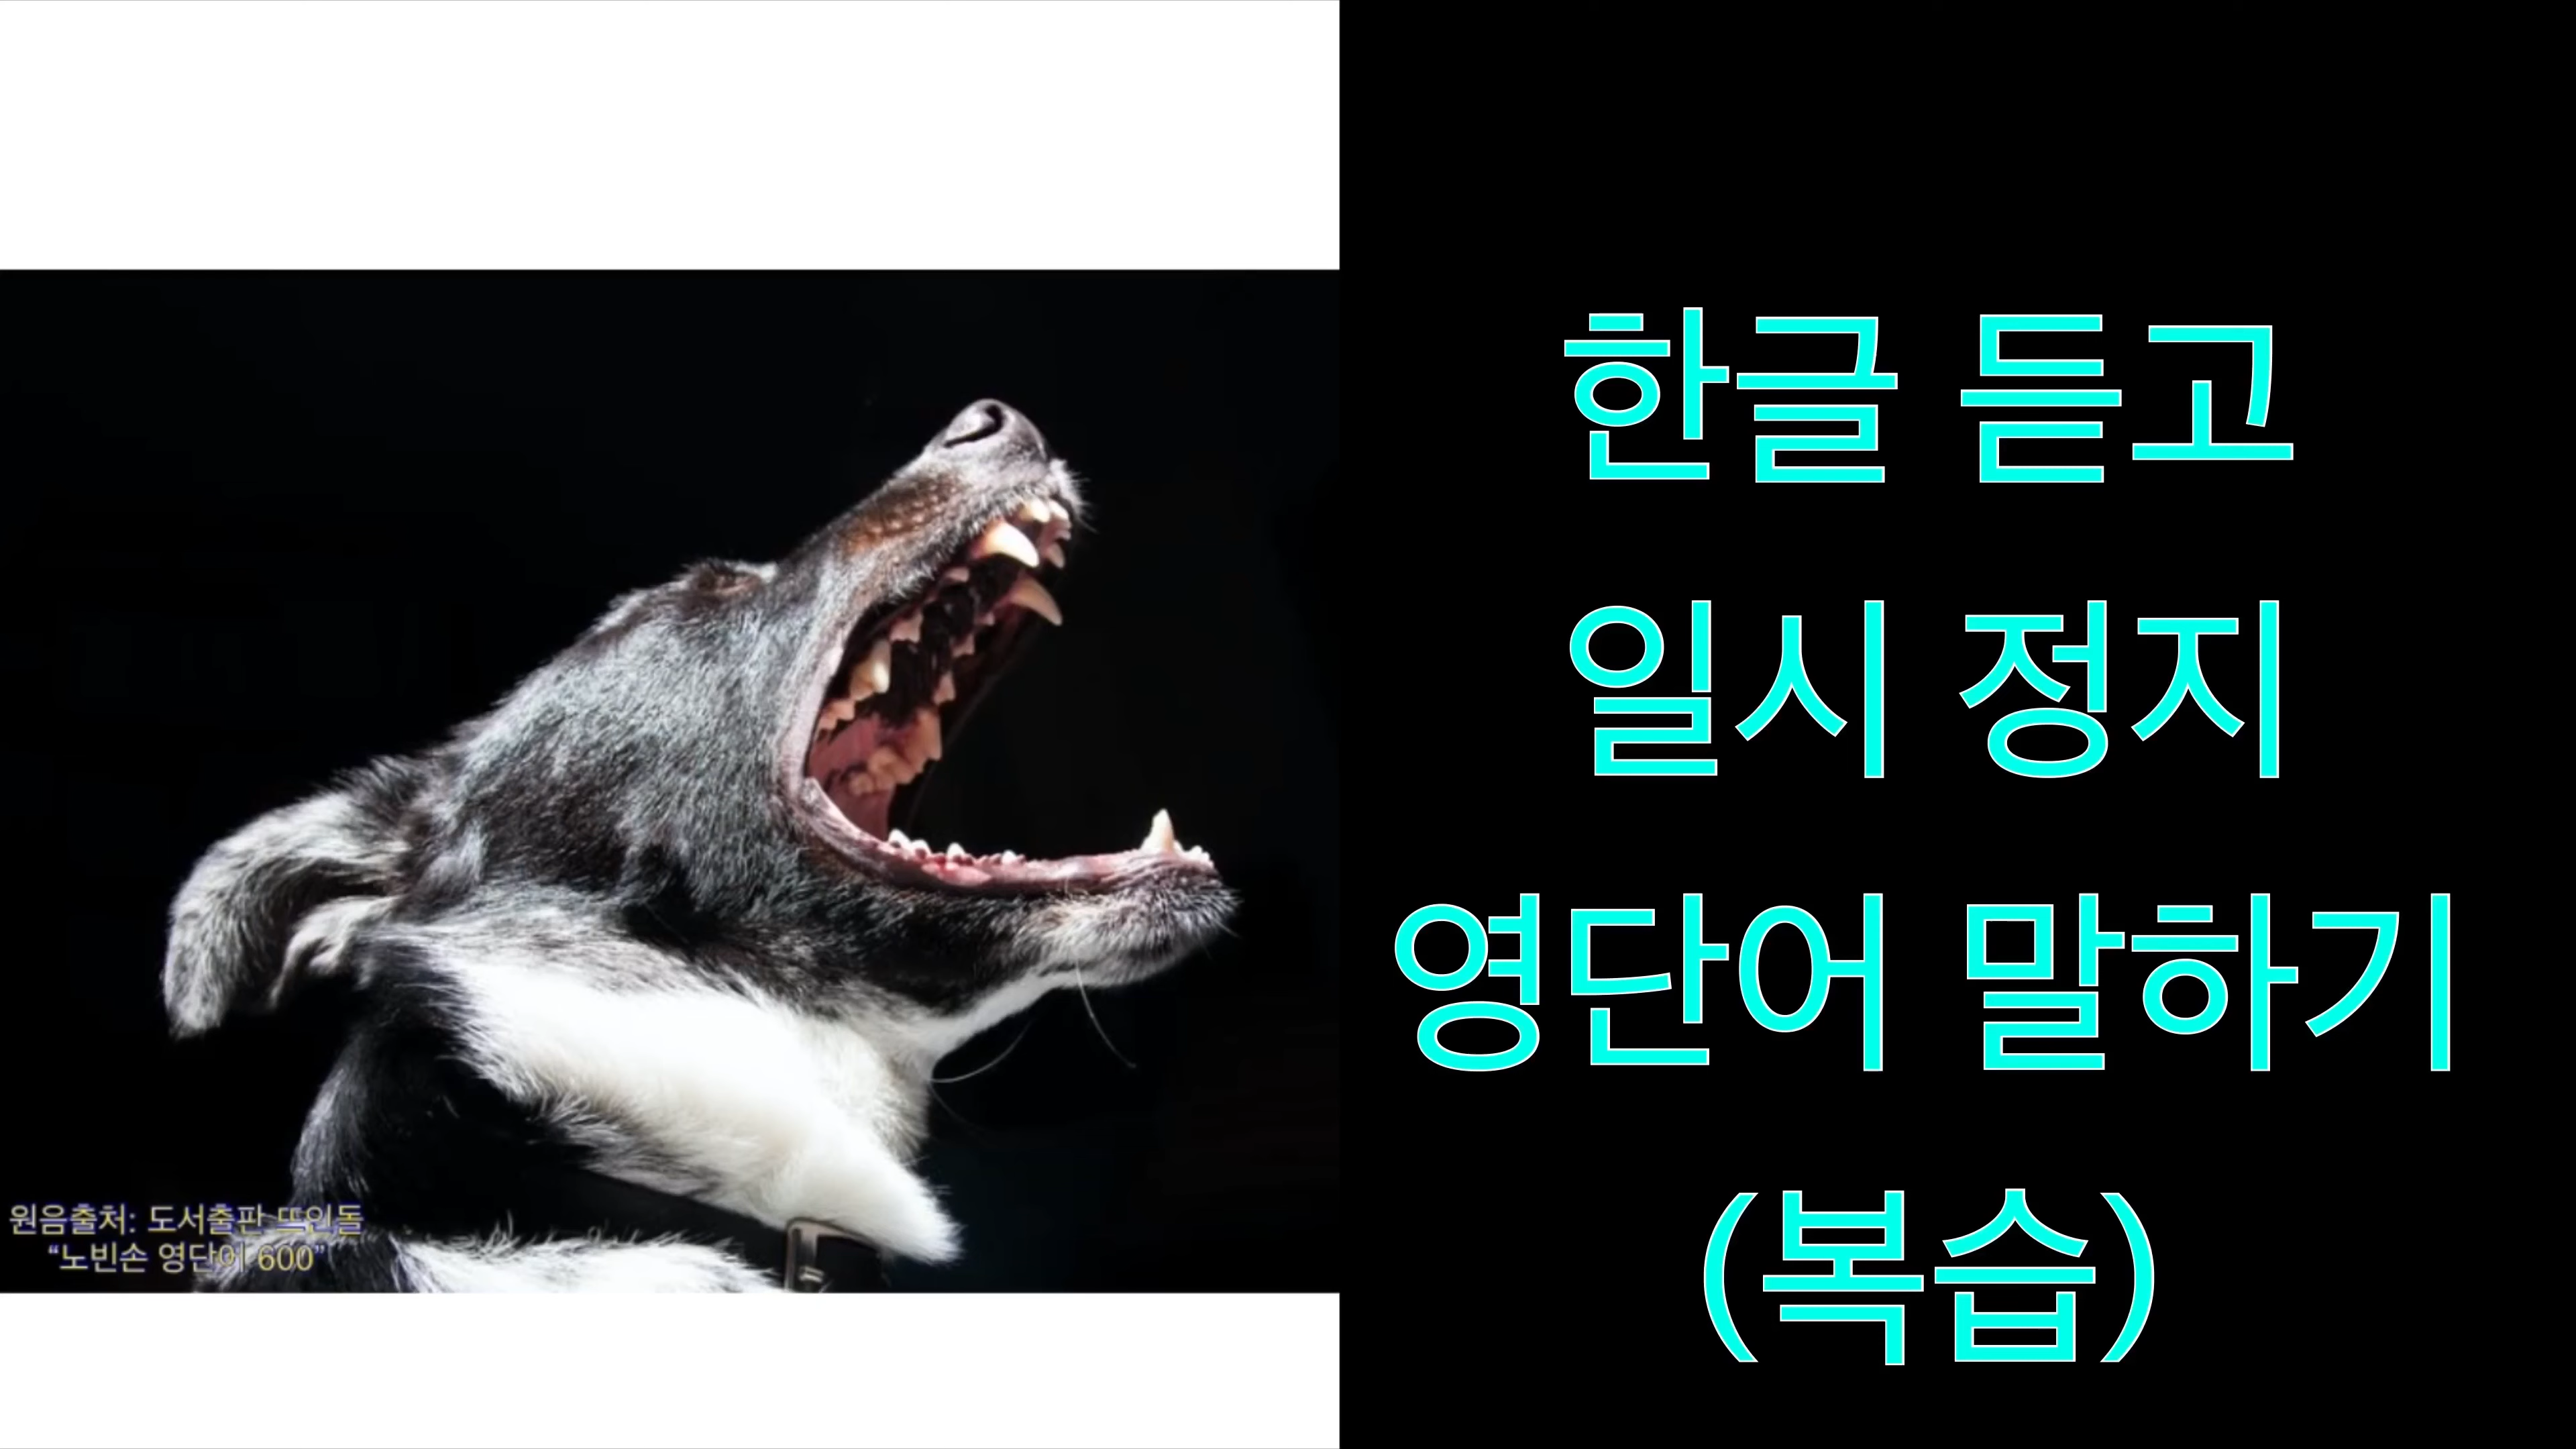 한글 듣고
일시 정지
영단어 말하기
(복습)
원음출처: 도서출판 뜨인돌
“노빈손 영단어 600”